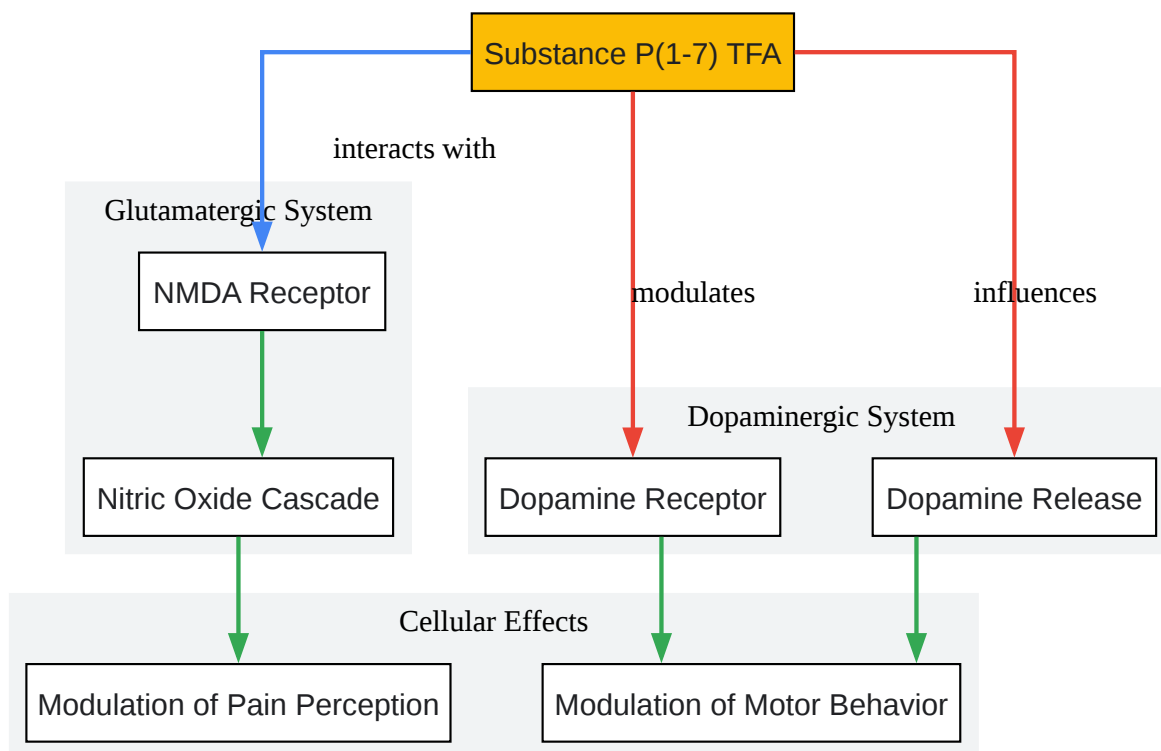 Substance P(1-7) TFA
interacts with
Glutamatergic System
NMDA Receptor
modulates
influences
Dopaminergic System
Nitric Oxide Cascade
Dopamine Receptor
Dopamine Release
Cellular Effects
Modulation of Pain Perception
Modulation of Motor Behavior